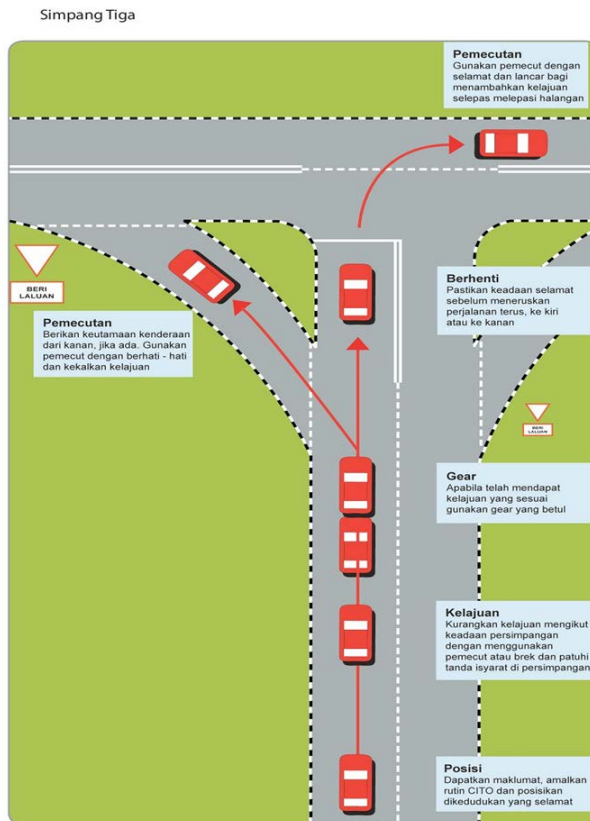 Simpang Tiga
Pemecutan
Gunakan pemecut dengan
selamat dan lancar bagi
menambahkan kelajuan
selepas melepasi halangan
BERI
LALUAN
Pemecutan
Berikan keutamaan kenderaan
dari kanan, jika ada. Gunakan
pemecut dengan berhati - hati
dan kekalkan kelajuan
Berhenti
Pastikan keadaan selamat
sebelum meneruskan
perjalanan terus, ke kiri
atau ke kanan
BERI
LALUAN
Gear
Apabila telah mendapat
kelajuan yang sesuai
gunakan gear yang betul
Kelajuan
Kurangkan kelajuan mengikut
keadaan persimpangan
dengan menggunakan
pemecut atau brek dan patuhi
tanda isyarat di persimpangan
Posisi
Dapatkan maklumat, amalkan
rutin CITO dan posisikan
dikedudukan yang selamat